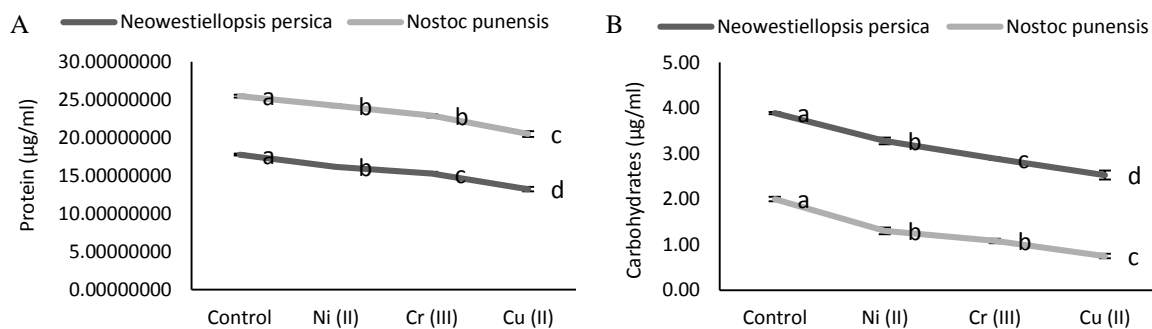 A
Neowestiellopsis persica
Nostoc punensis
Protein (µg/ml)
30.00000000
25.00000000
20.00000000
15.00000000
10.00000000
5.00000000
0.00000000
a
b
b
c
a
b
c
d
Control
Ni (II)
Cr (III)
Cu (II)
B
Neowestiellopsis persica
Nostoc punensis
Carbohydrates (µg/ml)
5.00
4.00
3.00
2.00
1.00
0.00
a
b
c
d
a
b
b
c
Control
Ni (II)
Cr (III)
Cu (II)